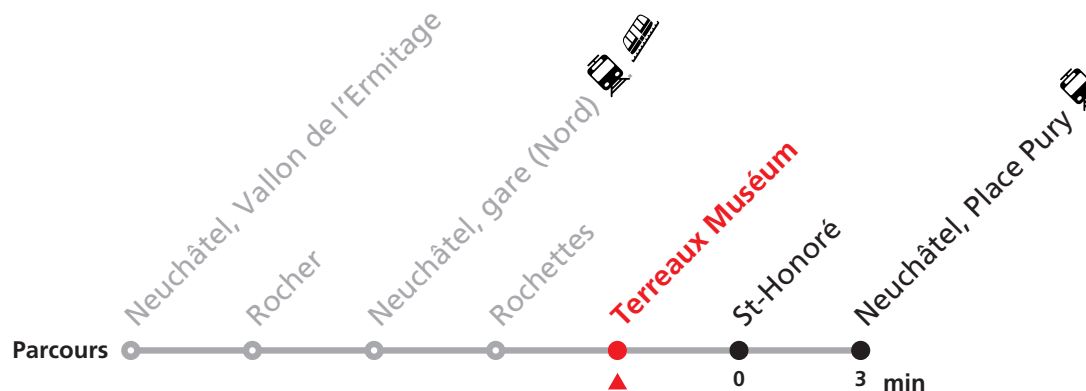 Neuchâtel, Vallon de l'Ermitage
Rocher
Neuchâtel, gare (Nord)
Rochettes
Terreaux Muséum
St-Honoré
Neuchâtel, Place Pury
Parcours
0 3 min